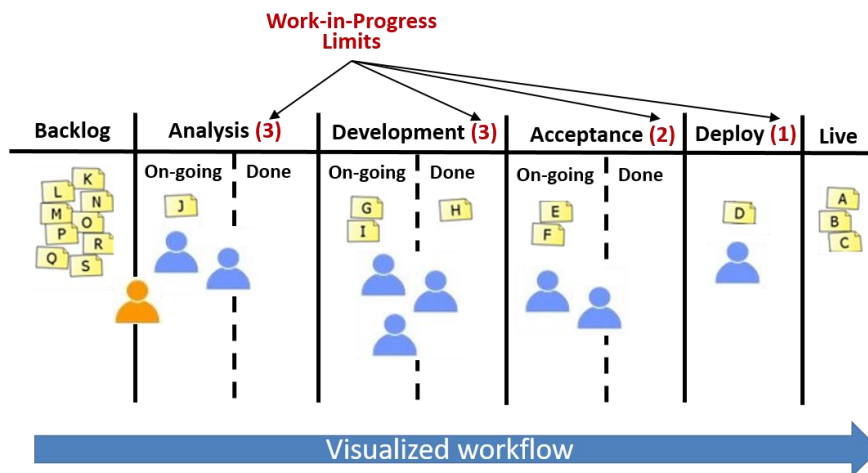 Work-in-Progress
Limits
Backlog
Analysis (3)
Development (3)
Acceptance (2)
Deploy (1)
Live
On-going
Done
On-going
Done
On-going
Done
K
L
N
M
O
P
R
Q
S
J
G
I
H
E
F
D
A
B
C
Visualized workflow